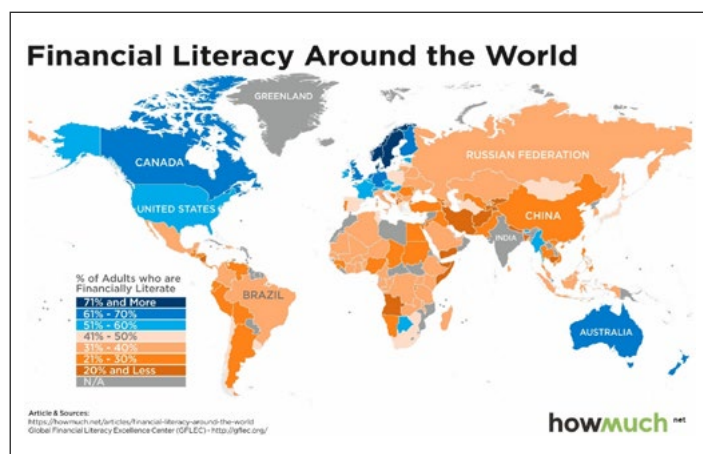 Financial Literacy Around the World
GREENLAND
CANADA
RUSSIAN FEDERATION
UNITED STATES
CHINA
INDIA
BRAZIL
AUSTRALIA
% of Adults who are
Financially Literate
71% and More
61% - 70%
51% - 60%
41% - 50%
31% - 40%
21% - 30%
20% and Less
N/A
Article & Sources:
https://howmuch.net/articles/financial-literacy-around-the-world
Global Financial Literacy Excellence Center (GFLEC) - http://gflec.org/
howmuch net